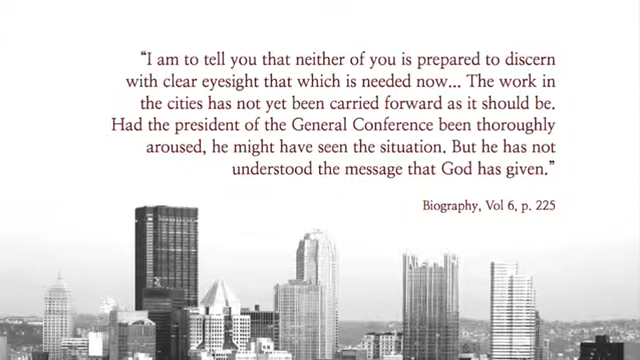 “I am to tell you that neither of you is prepared to discern
with clear eyesight that which is needed now... The work in
the cities has not yet been carried forward as it should be.
Had the president of the General Conference been thoroughly
aroused, he might have seen the situation. But he has not
understood the message that God has given.”
Biography, Vol 6, p. 225